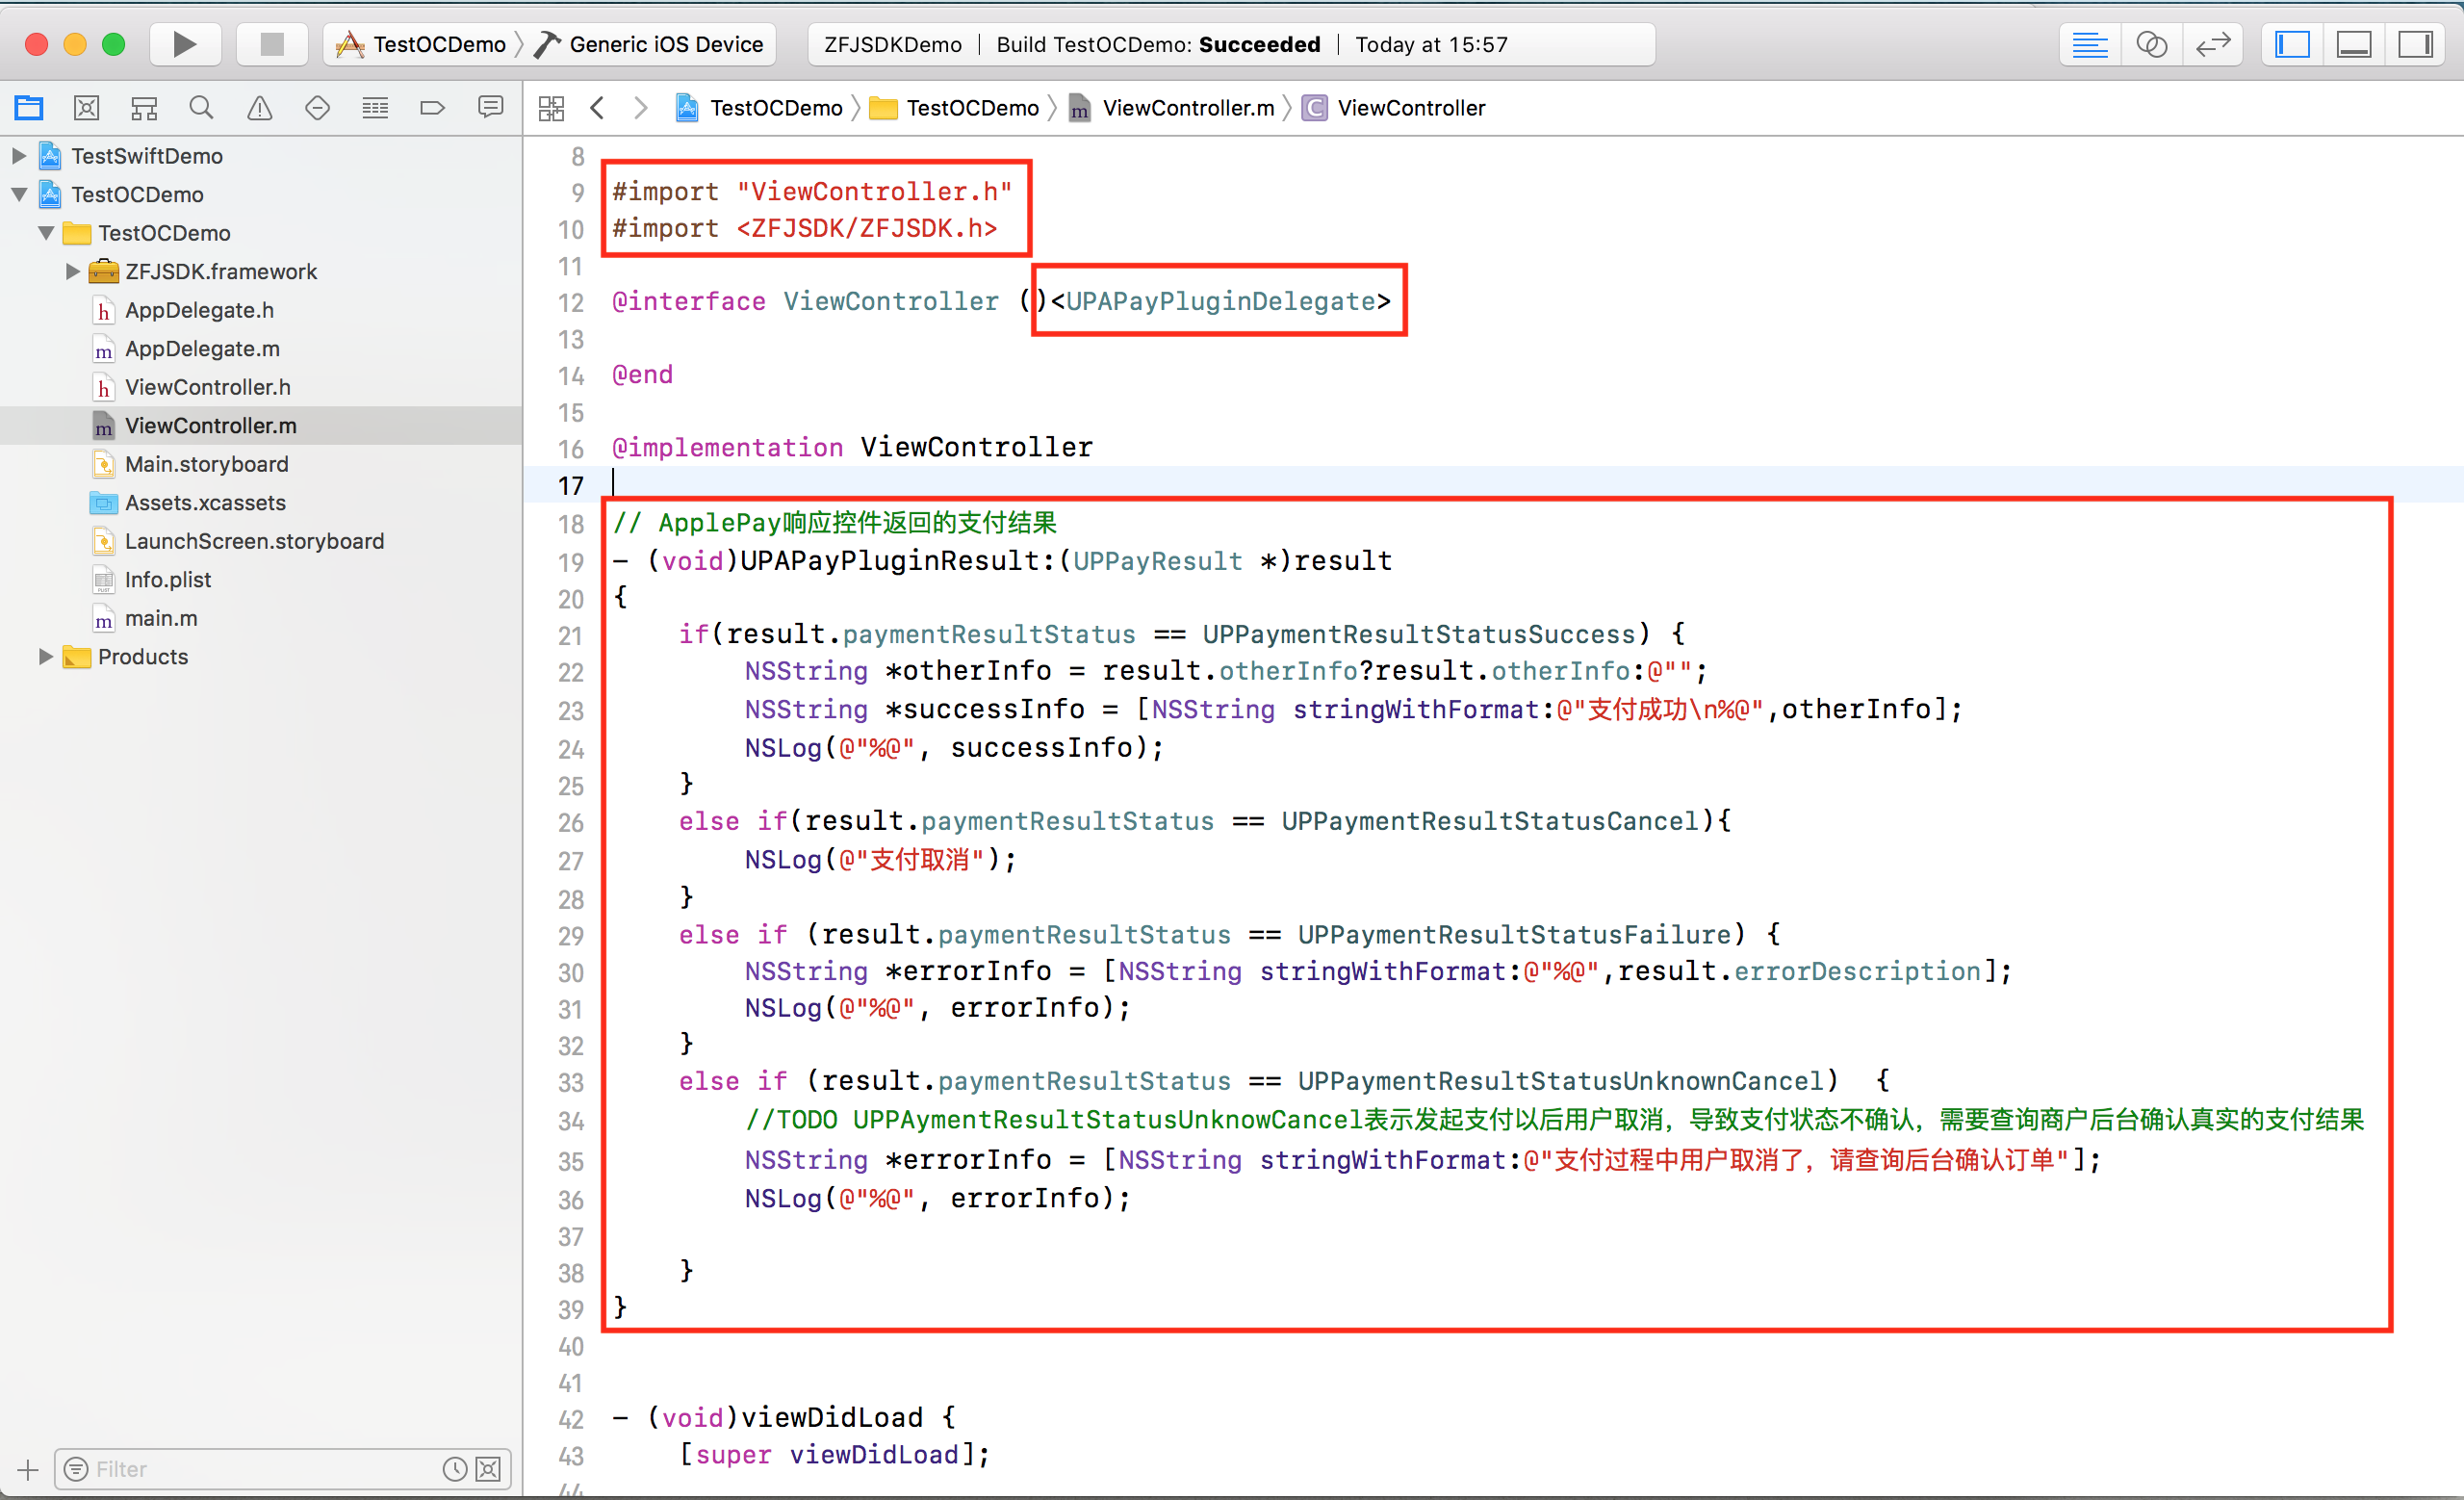 TestOCDemo Generic iOS Device ZFJSDKDemo Build TestOCDemo: Succeeded Today at 15:57
TestOCDemo TestOCDemo ViewController.m ViewController
TestSwiftDemo
TestOCDemo
TestOCDemo
ZFJSDK.framework
AppDelegate.h
AppDelegate.m
ViewController.h
ViewController.m
Main.storyboard
Assets.xcassets
LaunchScreen.storyboard
Info.plist
main.m
Products
Filter
8
9 #import "ViewController.h"
10 #import <ZFJSDK/ZFJSDK.h>
11
12 @interface ViewController ()<UPAPayPluginDelegate>
13
14 @end
15
16 @implementation ViewController
17
18 // ApplePay响应控件返回的支付结果
19 - (void)UPAPayPluginResult:(UPPayResult *)result
20 {
21 if(result.paymentResultStatus == UPPaymentResultStatusSuccess) {
22 NSString *otherInfo = result.otherInfo?result.otherInfo:@"";
23 NSString *successInfo = [NSString stringWithFormat:@"支付成功\n%@",otherInfo];
24 NSLog(@"%@", successInfo);
25 }
26 else if(result.paymentResultStatus == UPPaymentResultStatusCancel){
27 NSLog(@"支付取消");
28 }
29 else if (result.paymentResultStatus == UPPaymentResultStatusFailure) {
30 NSString *errorInfo = [NSString stringWithFormat:@"%@",result.errorDescription];
31 NSLog(@"%@", errorInfo);
32 }
33 else if (result.paymentResultStatus == UPPaymentResultStatusUnknownCancel)  {
34 //TODO UPPAymentResultStatusUnknowCancel表示发起支付以后用户取消，导致支付状态不确认，需要查询商户后台确认真实的支付结果
35 NSString *errorInfo = [NSString stringWithFormat:@"支付过程中用户取消了，请查询后台确认订单"];
36 NSLog(@"%@", errorInfo);
37
38 }
39 }
40
41
42 - (void)viewDidLoad {
43 [super viewDidLoad];
44